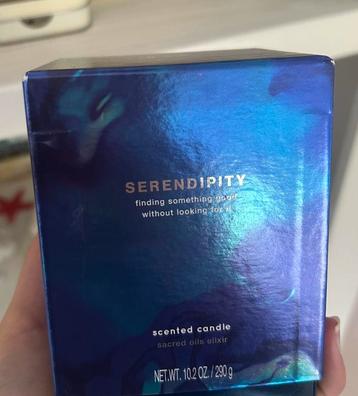 SERENDIPITY
finding something good
without looking for it
scented candle
sacred oils elixir
NET.WT. 10.2 OZ. / 290 g